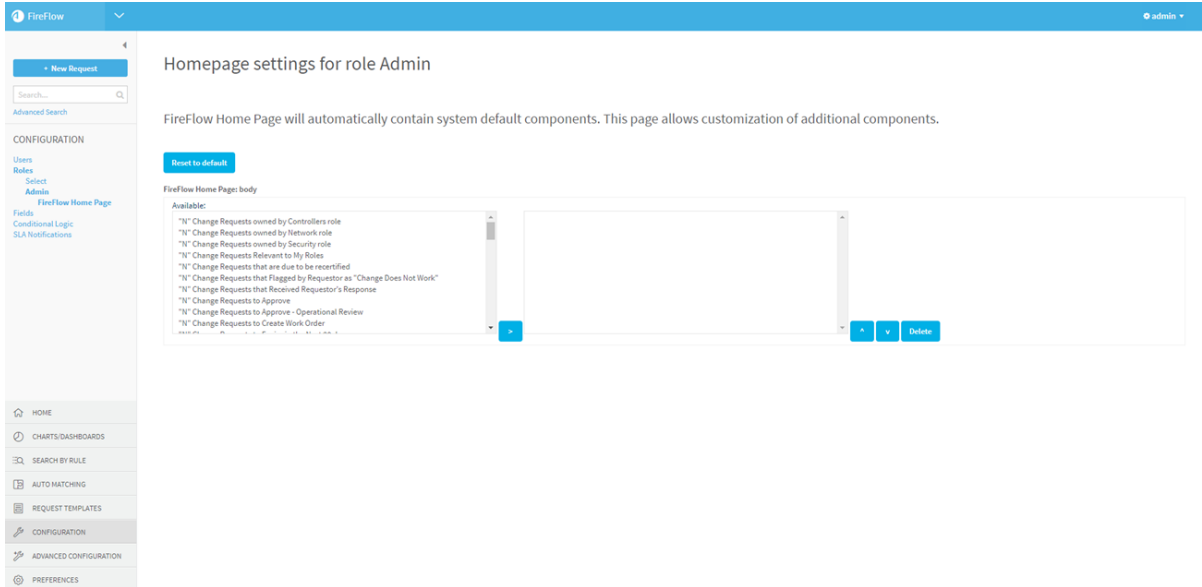 FireFlow
admin
+ New Request
Search...
Advanced Search
CONFIGURATION
Users
Roles
Select
Admin
FireFlow Home Page
Fields
Conditional Logic
SLA Notifications
HOME
CHARTS/DASHBOARDS
SEARCH BY RULE
AUTO MATCHING
REQUEST TEMPLATES
CONFIGURATION
ADVANCED CONFIGURATION
PREFERENCES
Homepage settings for role Admin
FireFlow Home Page will automatically contain system default components. This page allows customization of additional components.
Reset to default
FireFlow Home Page: body
Available:
"N" Change Requests owned by Controllers role
"N" Change Requests owned by Network role
"N" Change Requests owned by Security role
"N" Change Requests Relevant to My Roles
"N" Change Requests that are due to be recertified
"N" Change Requests that Flagged by Requestor as "Change Does Not Work"
"N" Change Requests that Received Requestor's Response
"N" Change Requests to Approve
"N" Change Requests to Approve - Operational Review
"N" Change Requests to Create Work Order
>
^
v
Delete